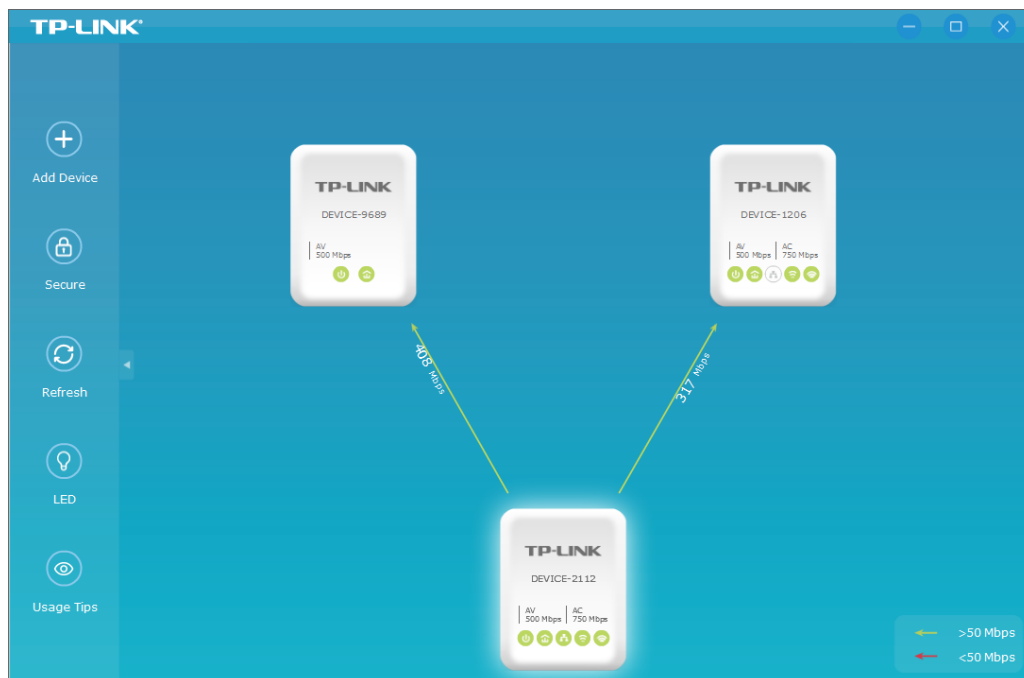 TP-LINK®
Add Device
Secure
Refresh
LED
Usage Tips
TP-LINK
DEVICE-9689
AV
500 Mbps
TP-LINK
DEVICE-1206
AV
500 Mbps
AC
750 Mbps
408 Mbps
317 Mbps
TP-LINK
DEVICE-2112
AV
500 Mbps
AC
750 Mbps
>50 Mbps
<50 Mbps